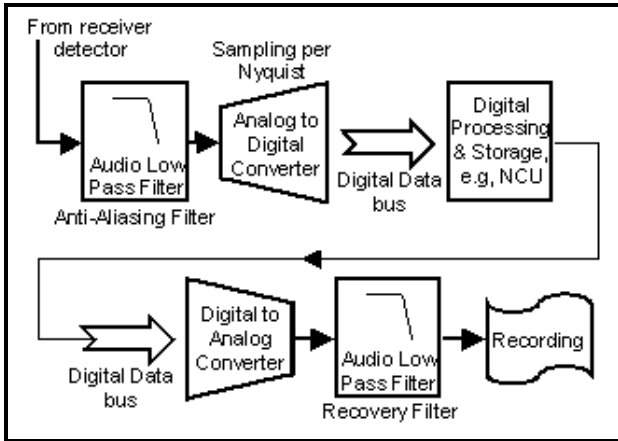 From receiver
detector
Sampling per
Nyquist
Audio Low
Pass Filter
Anti-Aliasing Filter
Analog to
Digital
Converter
Digital Data
bus
Digital
Processing
& Storage,
e.g, NCU
Digital Data
bus
Digital to
Analog
Converter
Audio Low
Pass Filter
Recovery Filter
Recording